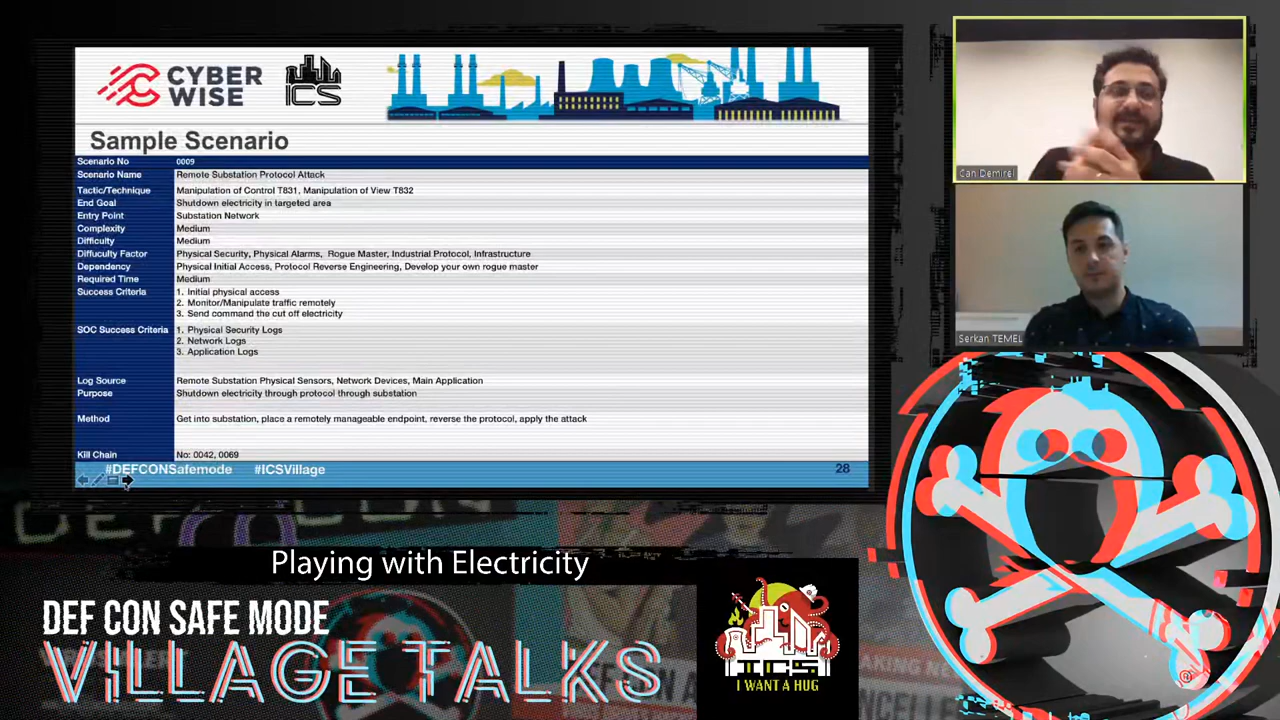 CYBER
WISE
ICS
Sample Scenario
Scenario No 0009
Scenario Name Remote Substation Protocol Attack
Tactic/Technique Manipulation of Control T831, Manipulation of View T832
End Goal Shutdown electricity in targeted area
Entry Point Substation Network
Complexity Medium
Difficulty Medium
Diffuculty Factor Physical Security, Physical Alarms, Rogue Master, Industrial Protocol, Infrastructure
Dependency Physical Initial Access, Protocol Reverse Engineering, Develop your own rogue master
Required Time Medium
Success Criteria 1. Initial physical access
2. Monitor/Manipulate traffic remotely
3. Send command the cut off electricity
SOC Success Criteria 1. Physical Security Logs
2. Network Logs
3. Application Logs
Log Source Remote Substation Physical Sensors, Network Devices, Main Application
Purpose Shutdown electricity through protocol through substation
Method Get into substation, place a remotely manageable endpoint, reverse the protocol, apply the attack
Kill Chain No: 0042, 0069
#DEFCONSafemode #ICSVillage 28
Can Demirel
Serkan TEMEL
Playing with Electricity
DEF CON SAFE MODE
VILLAGE TALKS
ICS
I WANT A HUG
®